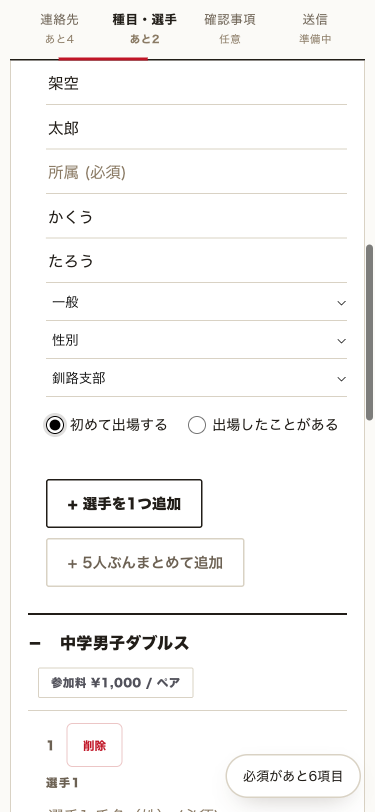 連絡先
あと4
種目・選手
あと2
確認事項
任意
送信
準備中
架空
太郎
所属 (必須)
かくう
たろう
一般
性別
釧路支部
初めて出場する
出場したことがある
+ 選手を1つ追加
+ 5人ぶんまとめて追加
− 中学男子ダブルス
参加料 ¥1,000 / ペア
1
削除
選手1
必須があと6項目